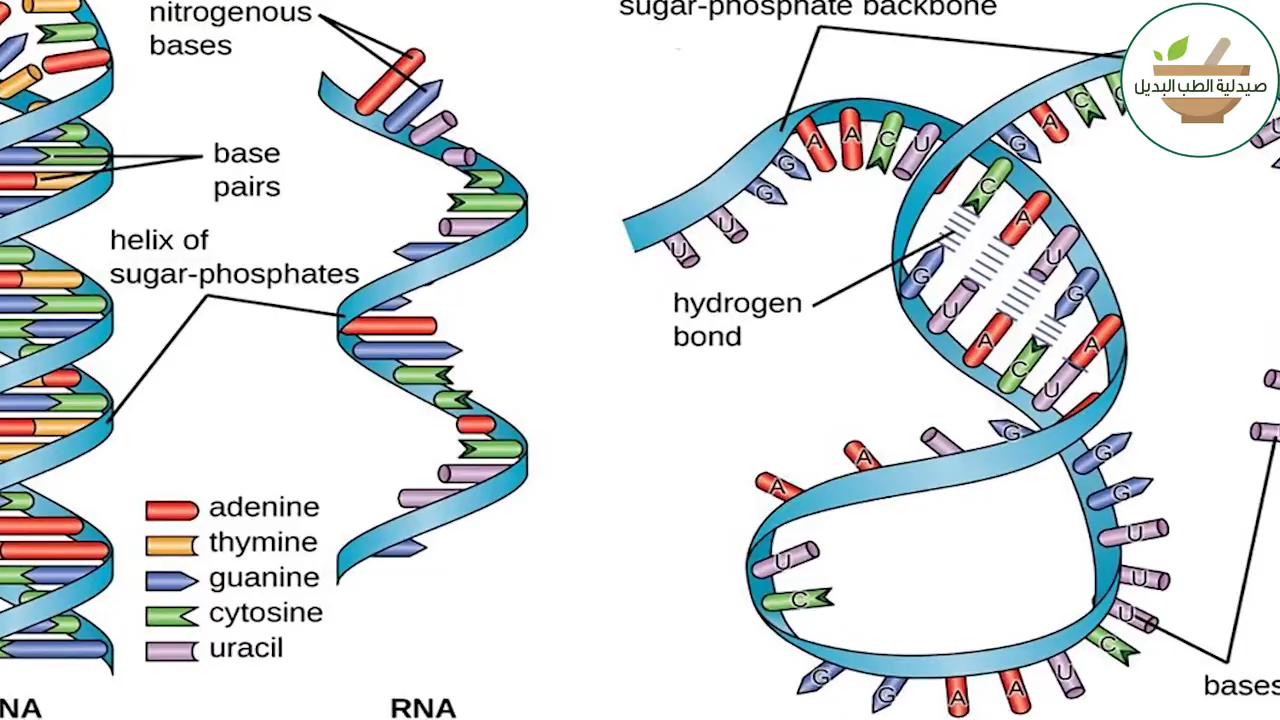 nitrogenous
bases
base
pairs
helix of
sugar-phosphates
adenine
thymine
guanine
cytosine
uracil
NA
RNA
sugar-phosphate backbone
صيدلية الطب البديل
hydrogen
bond
bases
U
U
G
G
A
A
C
U
G
A
C
C
A
U
G
A
G
U
A
C
U
G
A
A
U
C
G
G
A
A
U
C
U
U
U
G
G